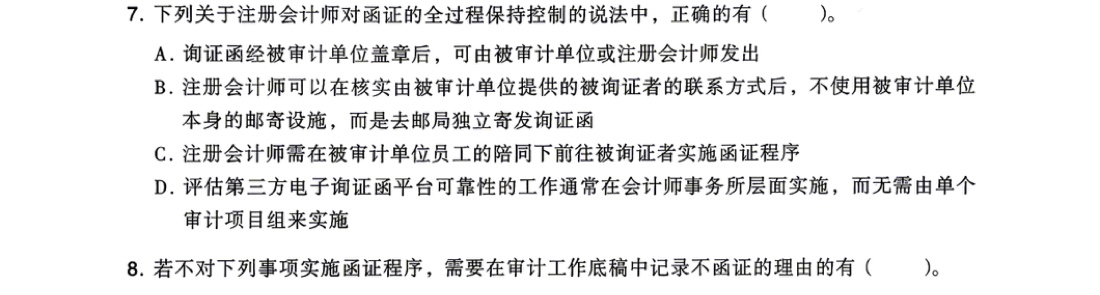 7. 下列关于注册会计师对函证的全过程保持控制的说法中，正确的有（　　）。
A. 询证函经被审计单位盖章后，可由被审计单位或注册会计师发出
B. 注册会计师可以在核实由被审计单位提供的被询证者的联系方式后，不使用被审计单位
本身的邮寄设施，而是去邮局独立寄发询证函
C. 注册会计师需在被审计单位员工的陪同下前往被询证者实施函证程序
D. 评估第三方电子询证函平台可靠性的工作通常在会计师事务所层面实施，而无需由单个
审计项目组来实施
8. 若不对下列事项实施函证程序，需要在审计工作底稿中记录不函证的理由的有（　　）。